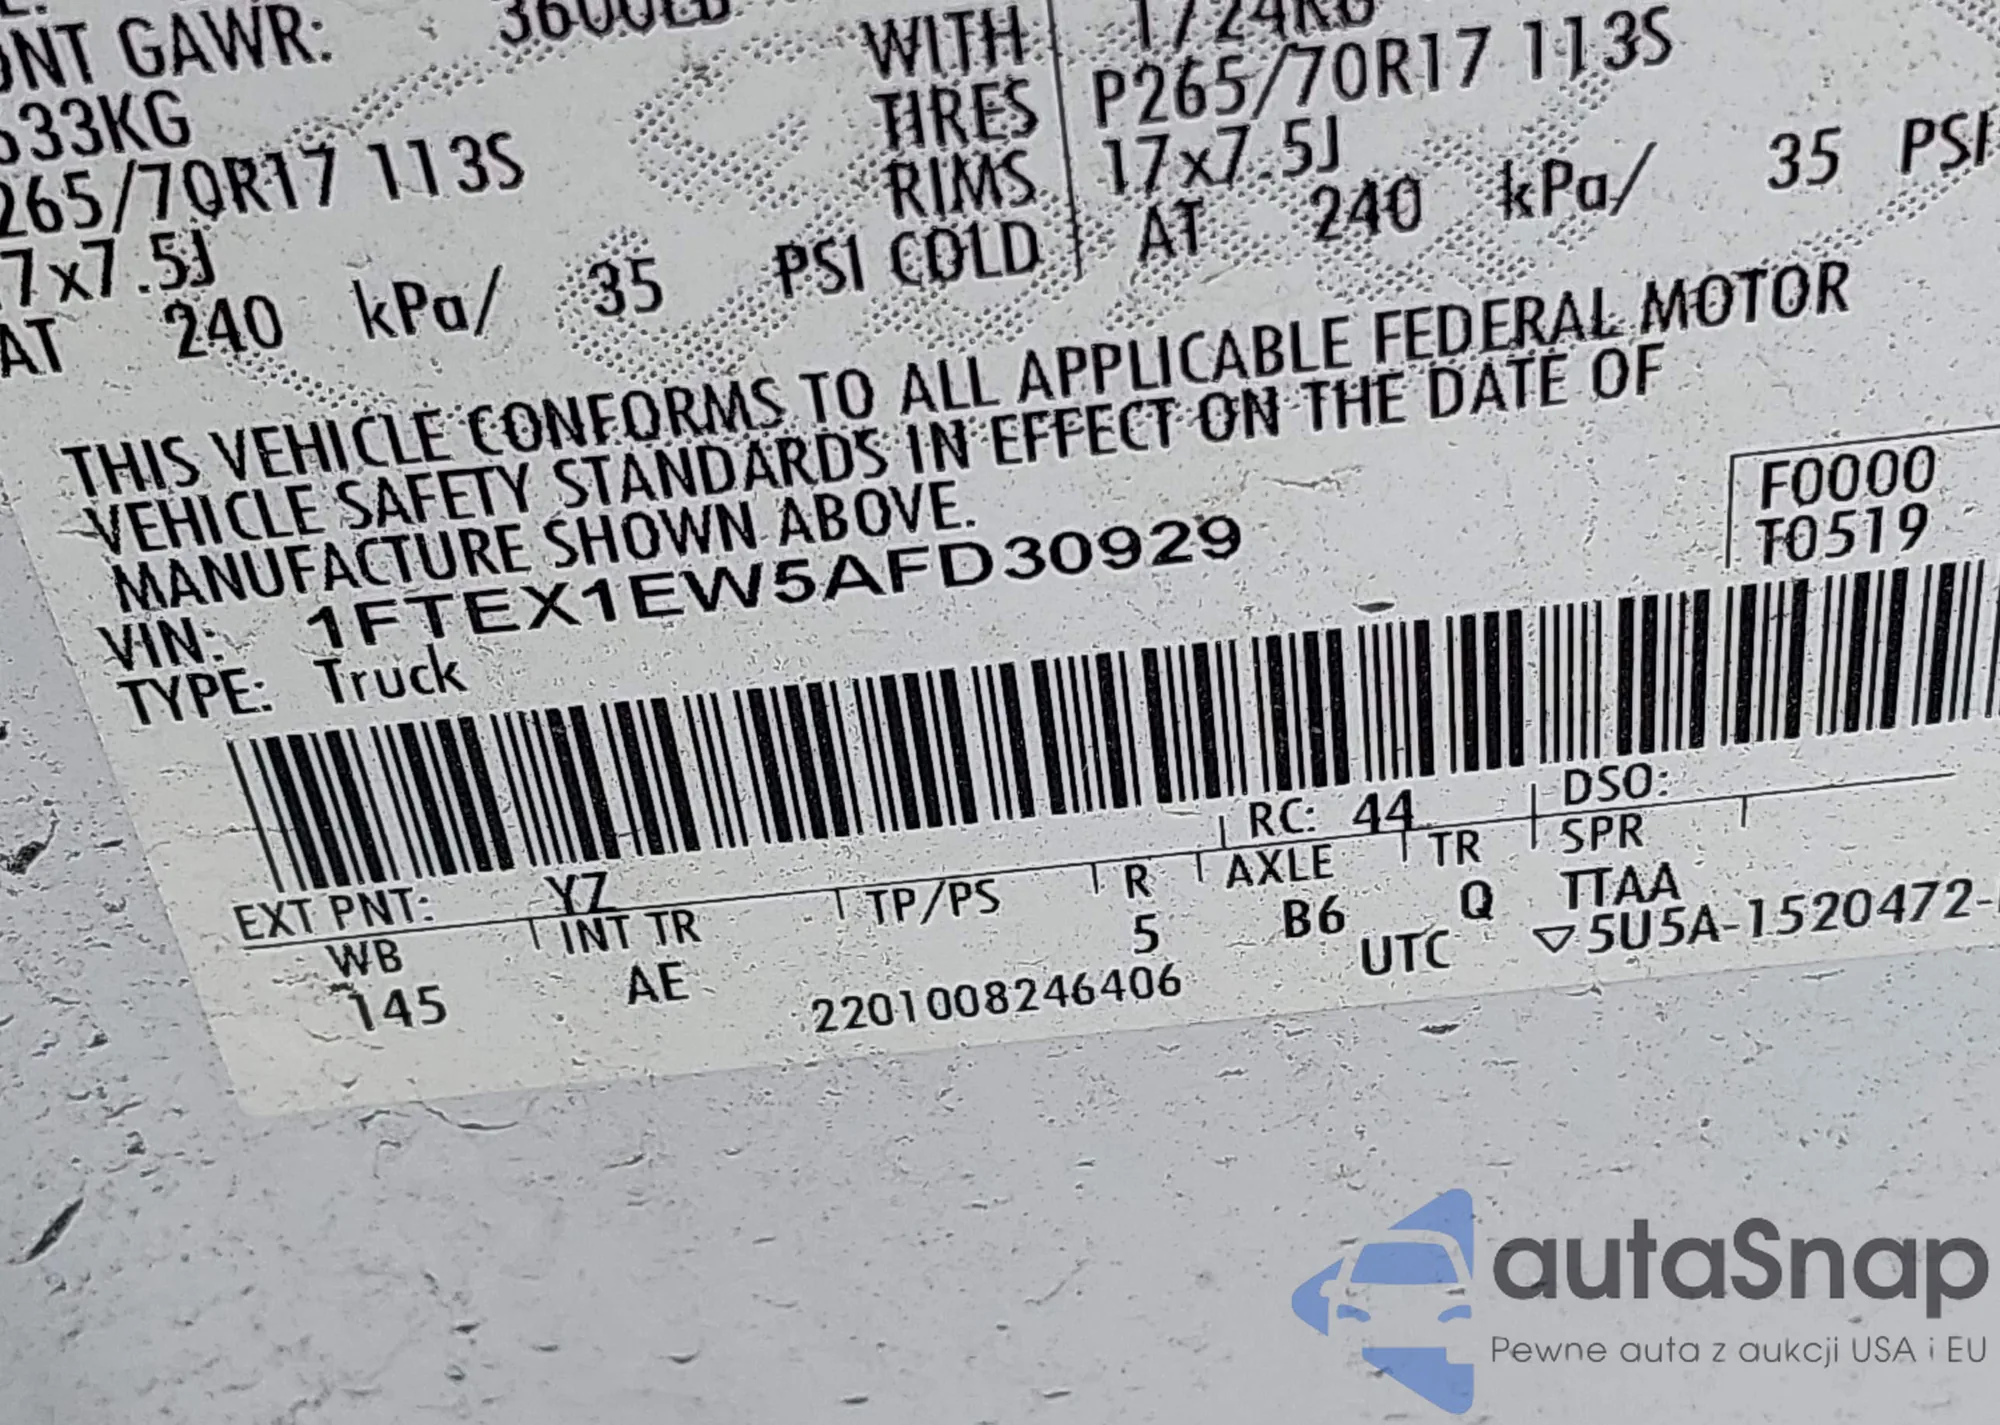 ONT GAWR: 3600LB
WITH 1724KG
633KG
TIRES P265/70R17 113S
265/70R17 113S
RIMS 17x7.5J
7x7.5J
AT 240 kPa/ 35 PSI COLD AT 240 kPa/ 35 PSI
THIS VEHICLE CONFORMS TO ALL APPLICABLE FEDERAL MOTOR
VEHICLE SAFETY STANDARDS IN EFFECT ON THE DATE OF
MANUFACTURE SHOWN ABOVE.
F0000
T0519
VIN: 1FTEX1EW5AFD30929
TYPE: Truck
EXT PNT: YZ RC: 44 DSO:
WB INT TR TP/PS R AXLE TR SPR
145 AE 5 B6 Q TTAA
2201008246406 UTC ▽5U5A-1520472-
autaSnap
Pewne auta z aukcji USA i EU